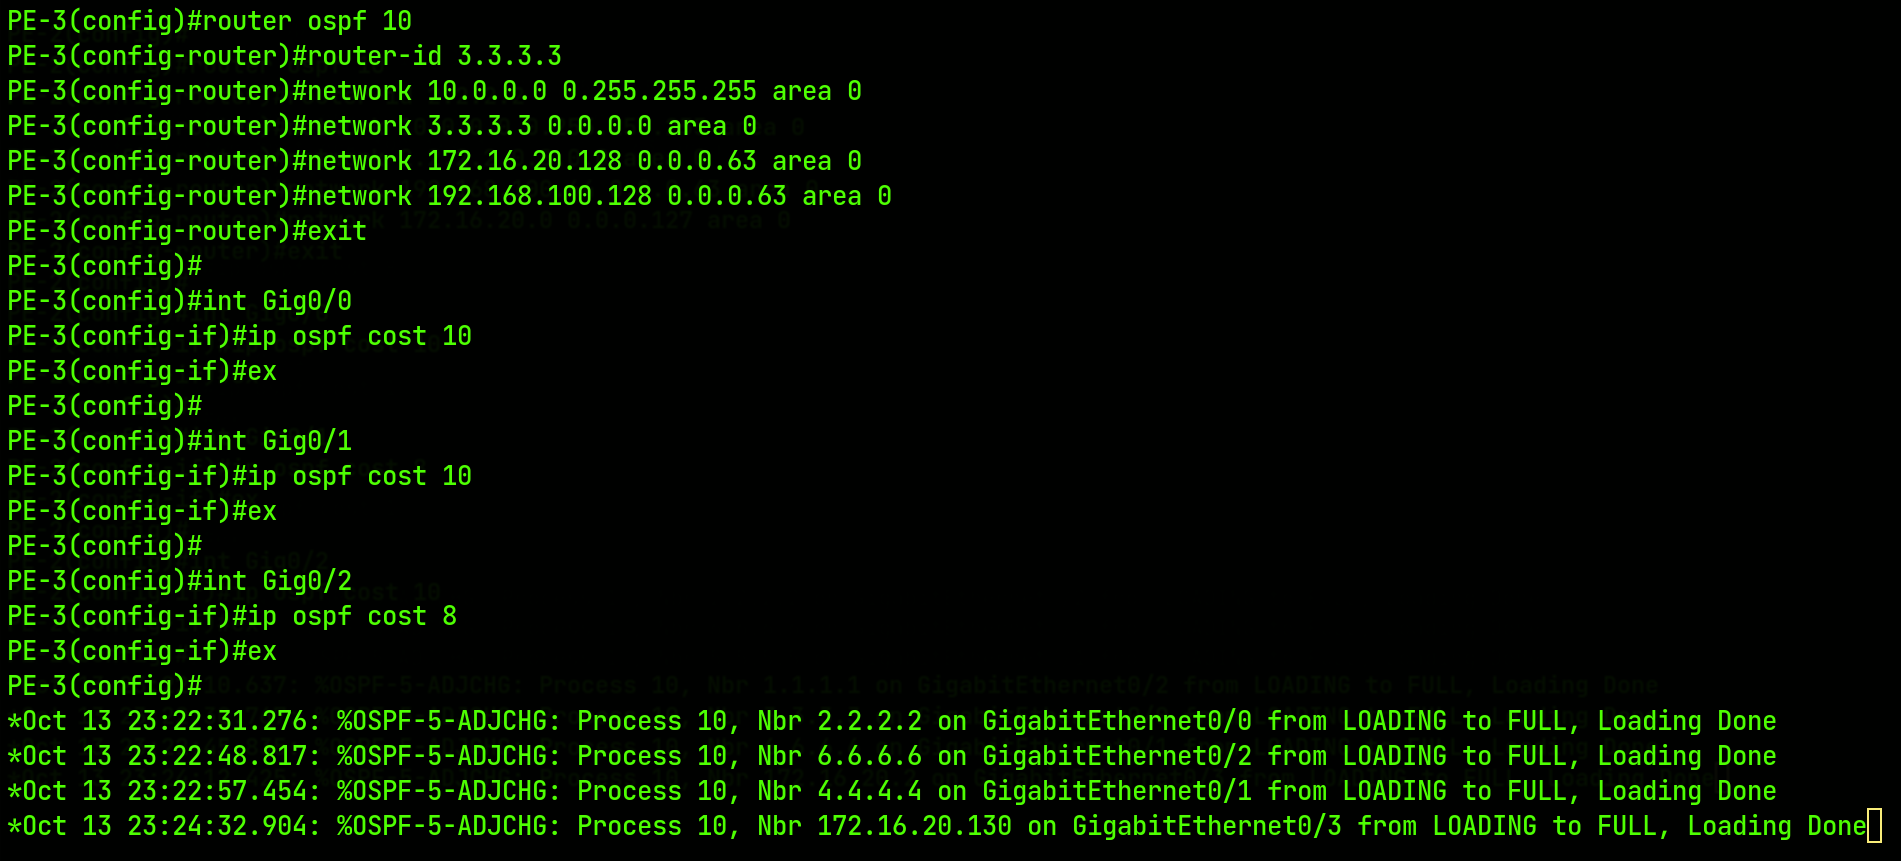 PE-3(config)#router ospf 10
PE-3(config-router)#router-id 3.3.3.3
PE-3(config-router)#network 10.0.0.0 0.255.255.255 area 0
PE-3(config-router)#network 3.3.3.3 0.0.0.0 area 0
PE-3(config-router)#network 172.16.20.128 0.0.0.63 area 0
PE-3(config-router)#network 192.168.100.128 0.0.0.63 area 0
PE-3(config-router)#exit
PE-3(config)#
PE-3(config)#int Gig0/0
PE-3(config-if)#ip ospf cost 10
PE-3(config-if)#ex
PE-3(config)#
PE-3(config)#int Gig0/1
PE-3(config-if)#ip ospf cost 10
PE-3(config-if)#ex
PE-3(config)#
PE-3(config)#int Gig0/2
PE-3(config-if)#ip ospf cost 8
PE-3(config-if)#ex
PE-3(config)#
*Oct 13 23:22:31.276: %OSPF-5-ADJCHG: Process 10, Nbr 2.2.2.2 on GigabitEthernet0/0 from LOADING to FULL, Loading Done
*Oct 13 23:22:48.817: %OSPF-5-ADJCHG: Process 10, Nbr 6.6.6.6 on GigabitEthernet0/2 from LOADING to FULL, Loading Done
*Oct 13 23:22:57.454: %OSPF-5-ADJCHG: Process 10, Nbr 4.4.4.4 on GigabitEthernet0/1 from LOADING to FULL, Loading Done
*Oct 13 23:24:32.904: %OSPF-5-ADJCHG: Process 10, Nbr 172.16.20.130 on GigabitEthernet0/3 from LOADING to FULL, Loading Done